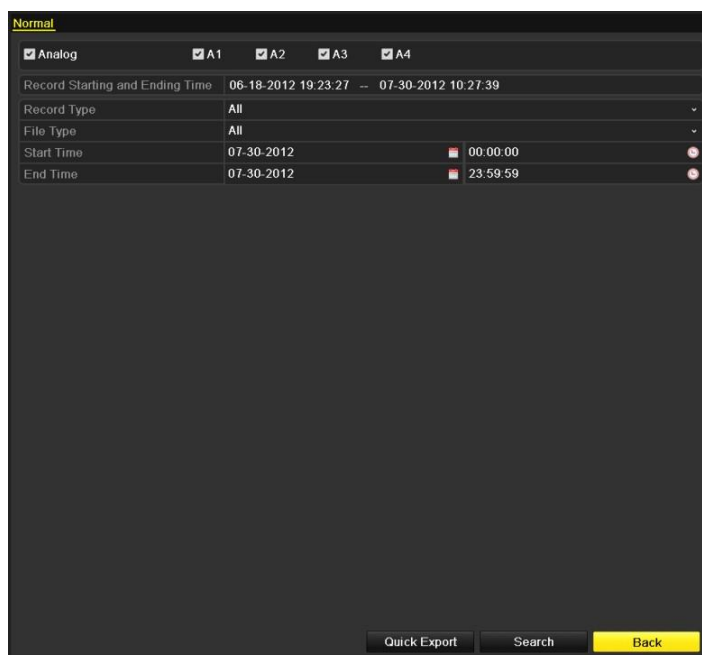 Normal
Analog A1 A2 A3 A4
Record Starting and Ending Time 06-18-2012 19:23:27 -- 07-30-2012 10:27:39
Record Type All
File Type All
Start Time 07-30-2012 00:00:00
End Time 07-30-2012 23:59:59
Quick Export Search Back